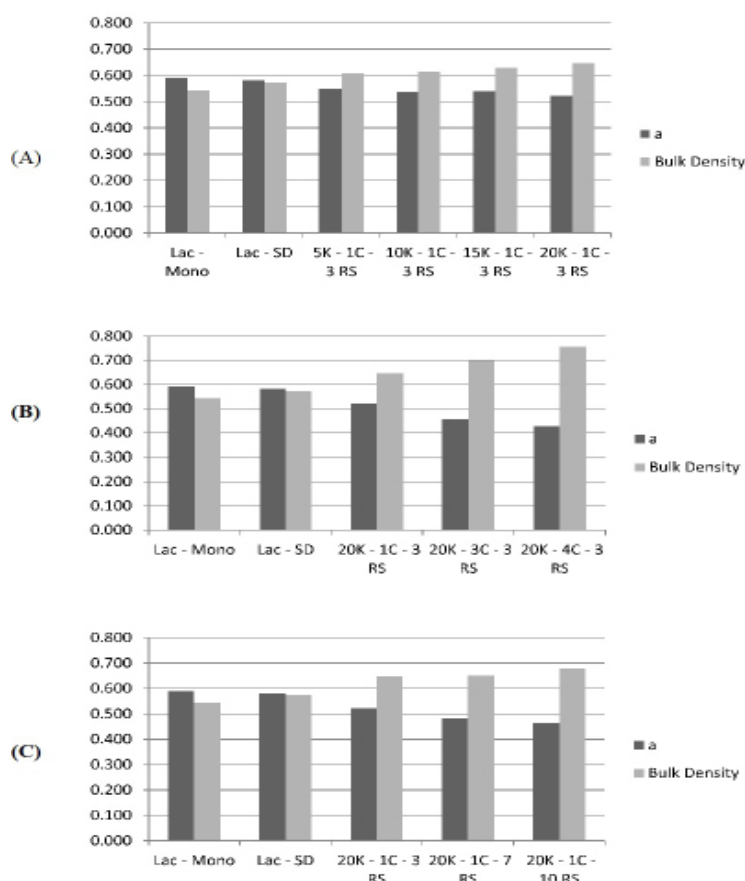 0.800
0.700
0.600
0.500
0.400
0.300
0.200
0.100
0.000
(A)
Lac - Mono
Lac - SD
5K - 1C - 3 RS
10K - 1C - 3 RS
15K - 1C - 3 RS
20K - 1C - 3 RS
a
Bulk Density
0.800
0.700
0.600
0.500
0.400
0.300
0.200
0.100
0.000
(B)
Lac - Mono
Lac - SD
20K - 1C - 3 RS
20K - 3C - 3 RS
20K - 4C - 3 RS
a
Bulk Density
0.800
0.700
0.600
0.500
0.400
0.300
0.200
0.100
0.000
(C)
Lac - Mono
Lac - SD
20K - 1C - 3 RS
20K - 1C - 7 RS
20K - 1C - 10 RS
a
Bulk Density